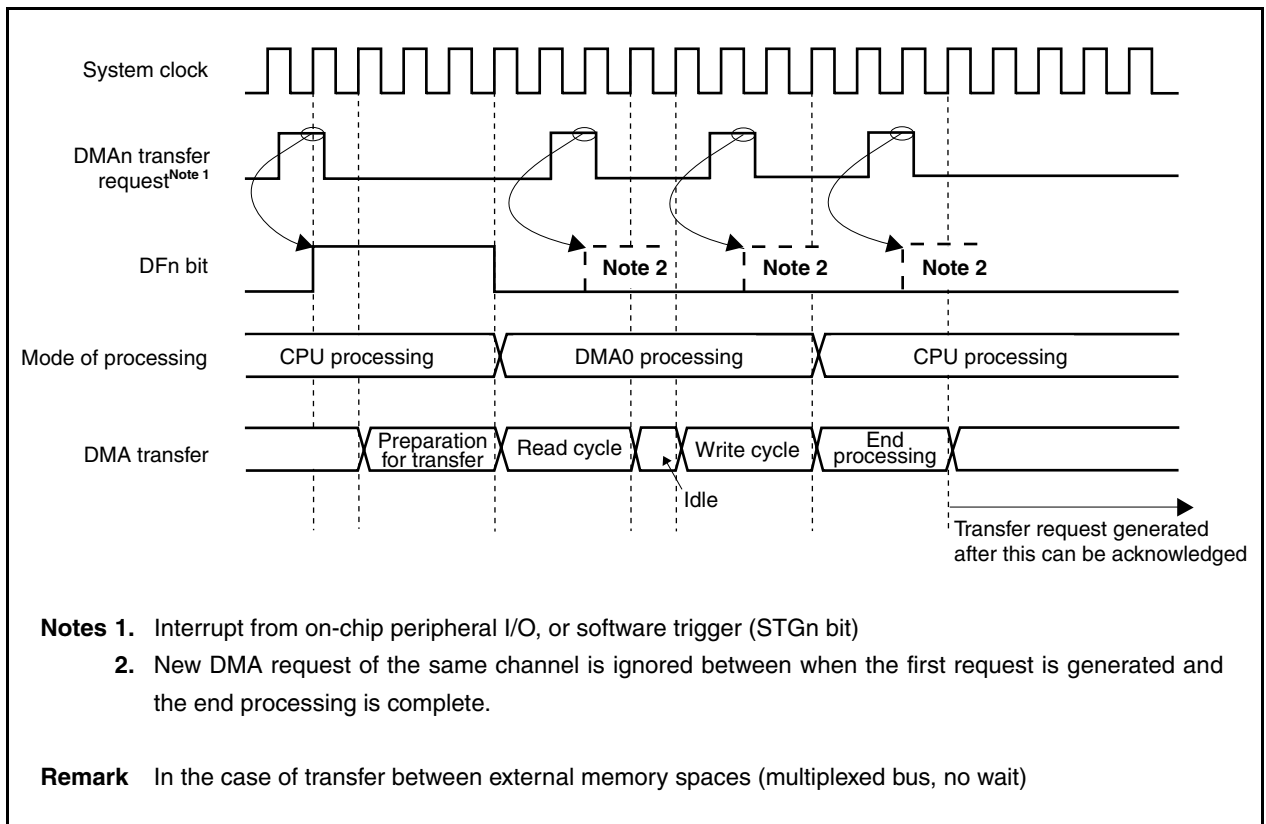 System clock
DMAn transfer
request Note 1
DFn bit
Note 2
Note 2
Note 2
Mode of processing
CPU processing
DMA0 processing
CPU processing
DMA transfer
Preparation
for transfer
Read cycle
Write cycle
End
processing
Idle
Transfer request generated
after this can be acknowledged
Notes 1. Interrupt from on-chip peripheral I/O, or software trigger (STGn bit)
2. New DMA request of the same channel is ignored between when the first request is generated and
the end processing is complete.
Remark In the case of transfer between external memory spaces (multiplexed bus, no wait)